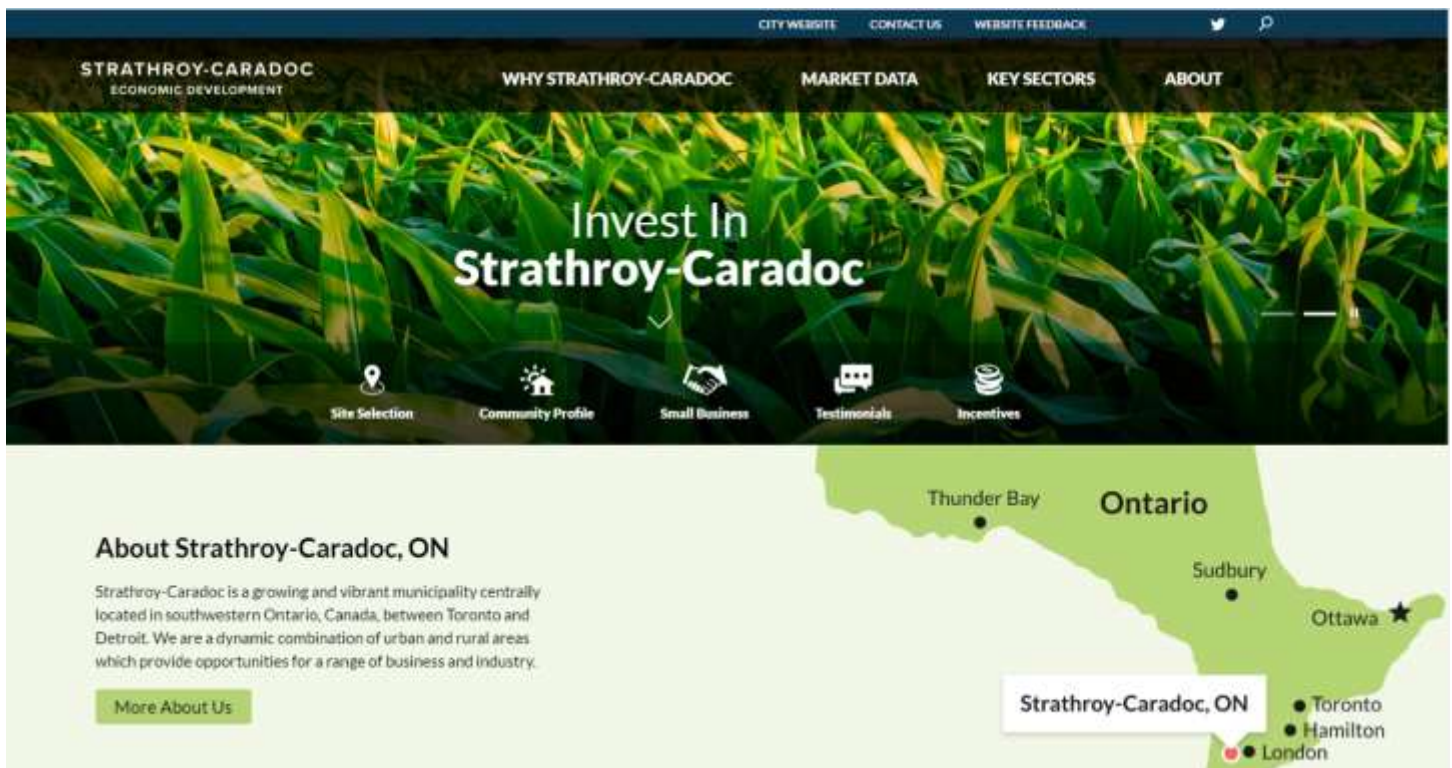 CITY WEBSITE CONTACT US WEBSITE FEEDBACK
STRATHROY-CARADOC
ECONOMIC DEVELOPMENT
WHY STRATHROY-CARADOC MARKET DATA KEY SECTORS ABOUT
Invest In
Strathroy-Caradoc
Site Selection Community Profile Small Business Testimonials Incentives
About Strathroy-Caradoc, ON
Strathroy-Caradoc is a growing and vibrant municipality centrally
located in southwestern Ontario, Canada, between Toronto and
Detroit. We are a dynamic combination of urban and rural areas
which provide opportunities for a range of business and industry.
More About Us
Thunder Bay
Ontario
Sudbury
Ottawa
Strathroy-Caradoc, ON
Toronto
Hamilton
London